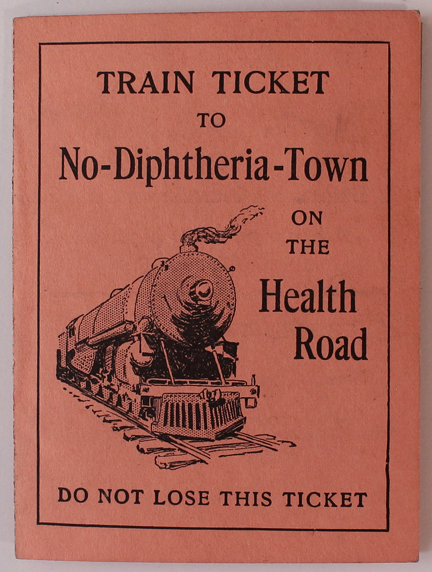 TRAIN TICKET
TO
No-Diphtheria-Town
ON
THE
Health
Road
DO NOT LOSE THIS TICKET